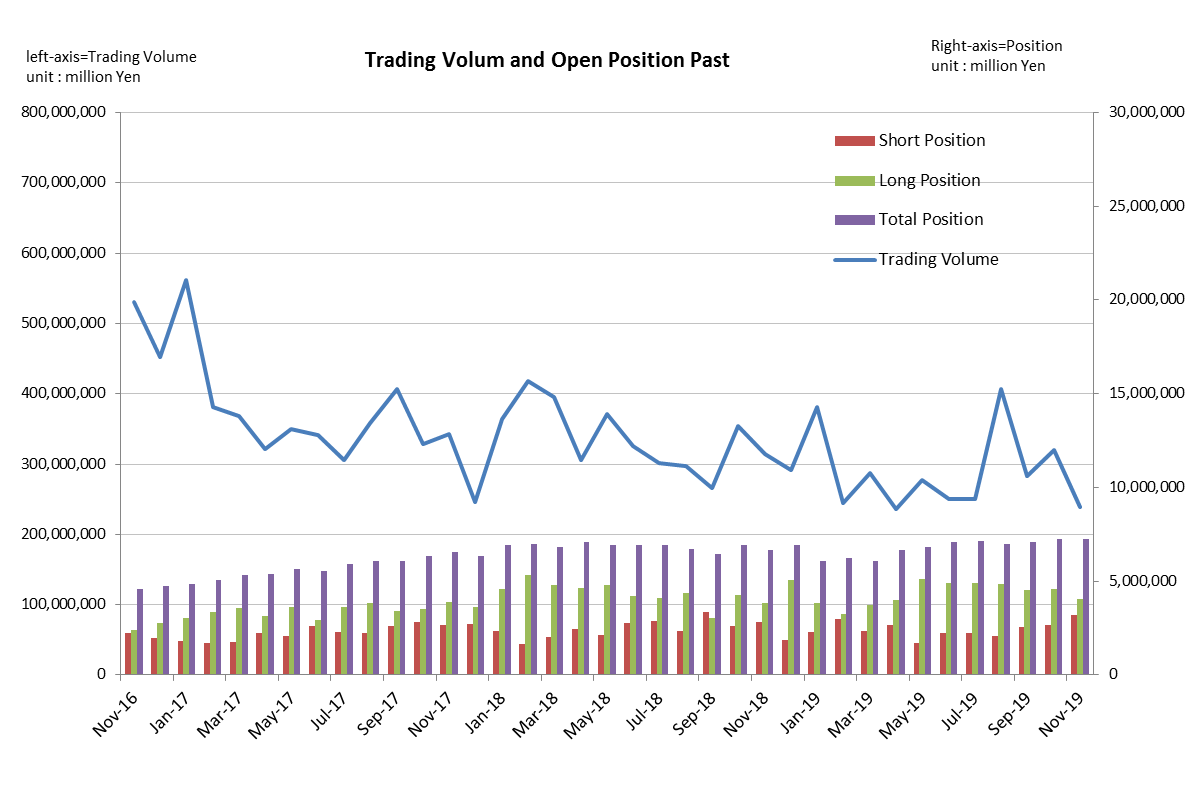 left-axis=Trading Volume
unit : million Yen
Trading Volum and Open Position Past
Right-axis=Position
unit : million Yen
800,000,000
700,000,000
600,000,000
500,000,000
400,000,000
300,000,000
200,000,000
100,000,000
0
30,000,000
25,000,000
20,000,000
15,000,000
10,000,000
5,000,000
0
Short Position
Long Position
Total Position
Trading Volume
Nov-16
Jan-17
Mar-17
May-17
Jul-17
Sep-17
Nov-17
Jan-18
Mar-18
May-18
Jul-18
Sep-18
Nov-18
Jan-19
Mar-19
May-19
Jul-19
Sep-19
Nov-19